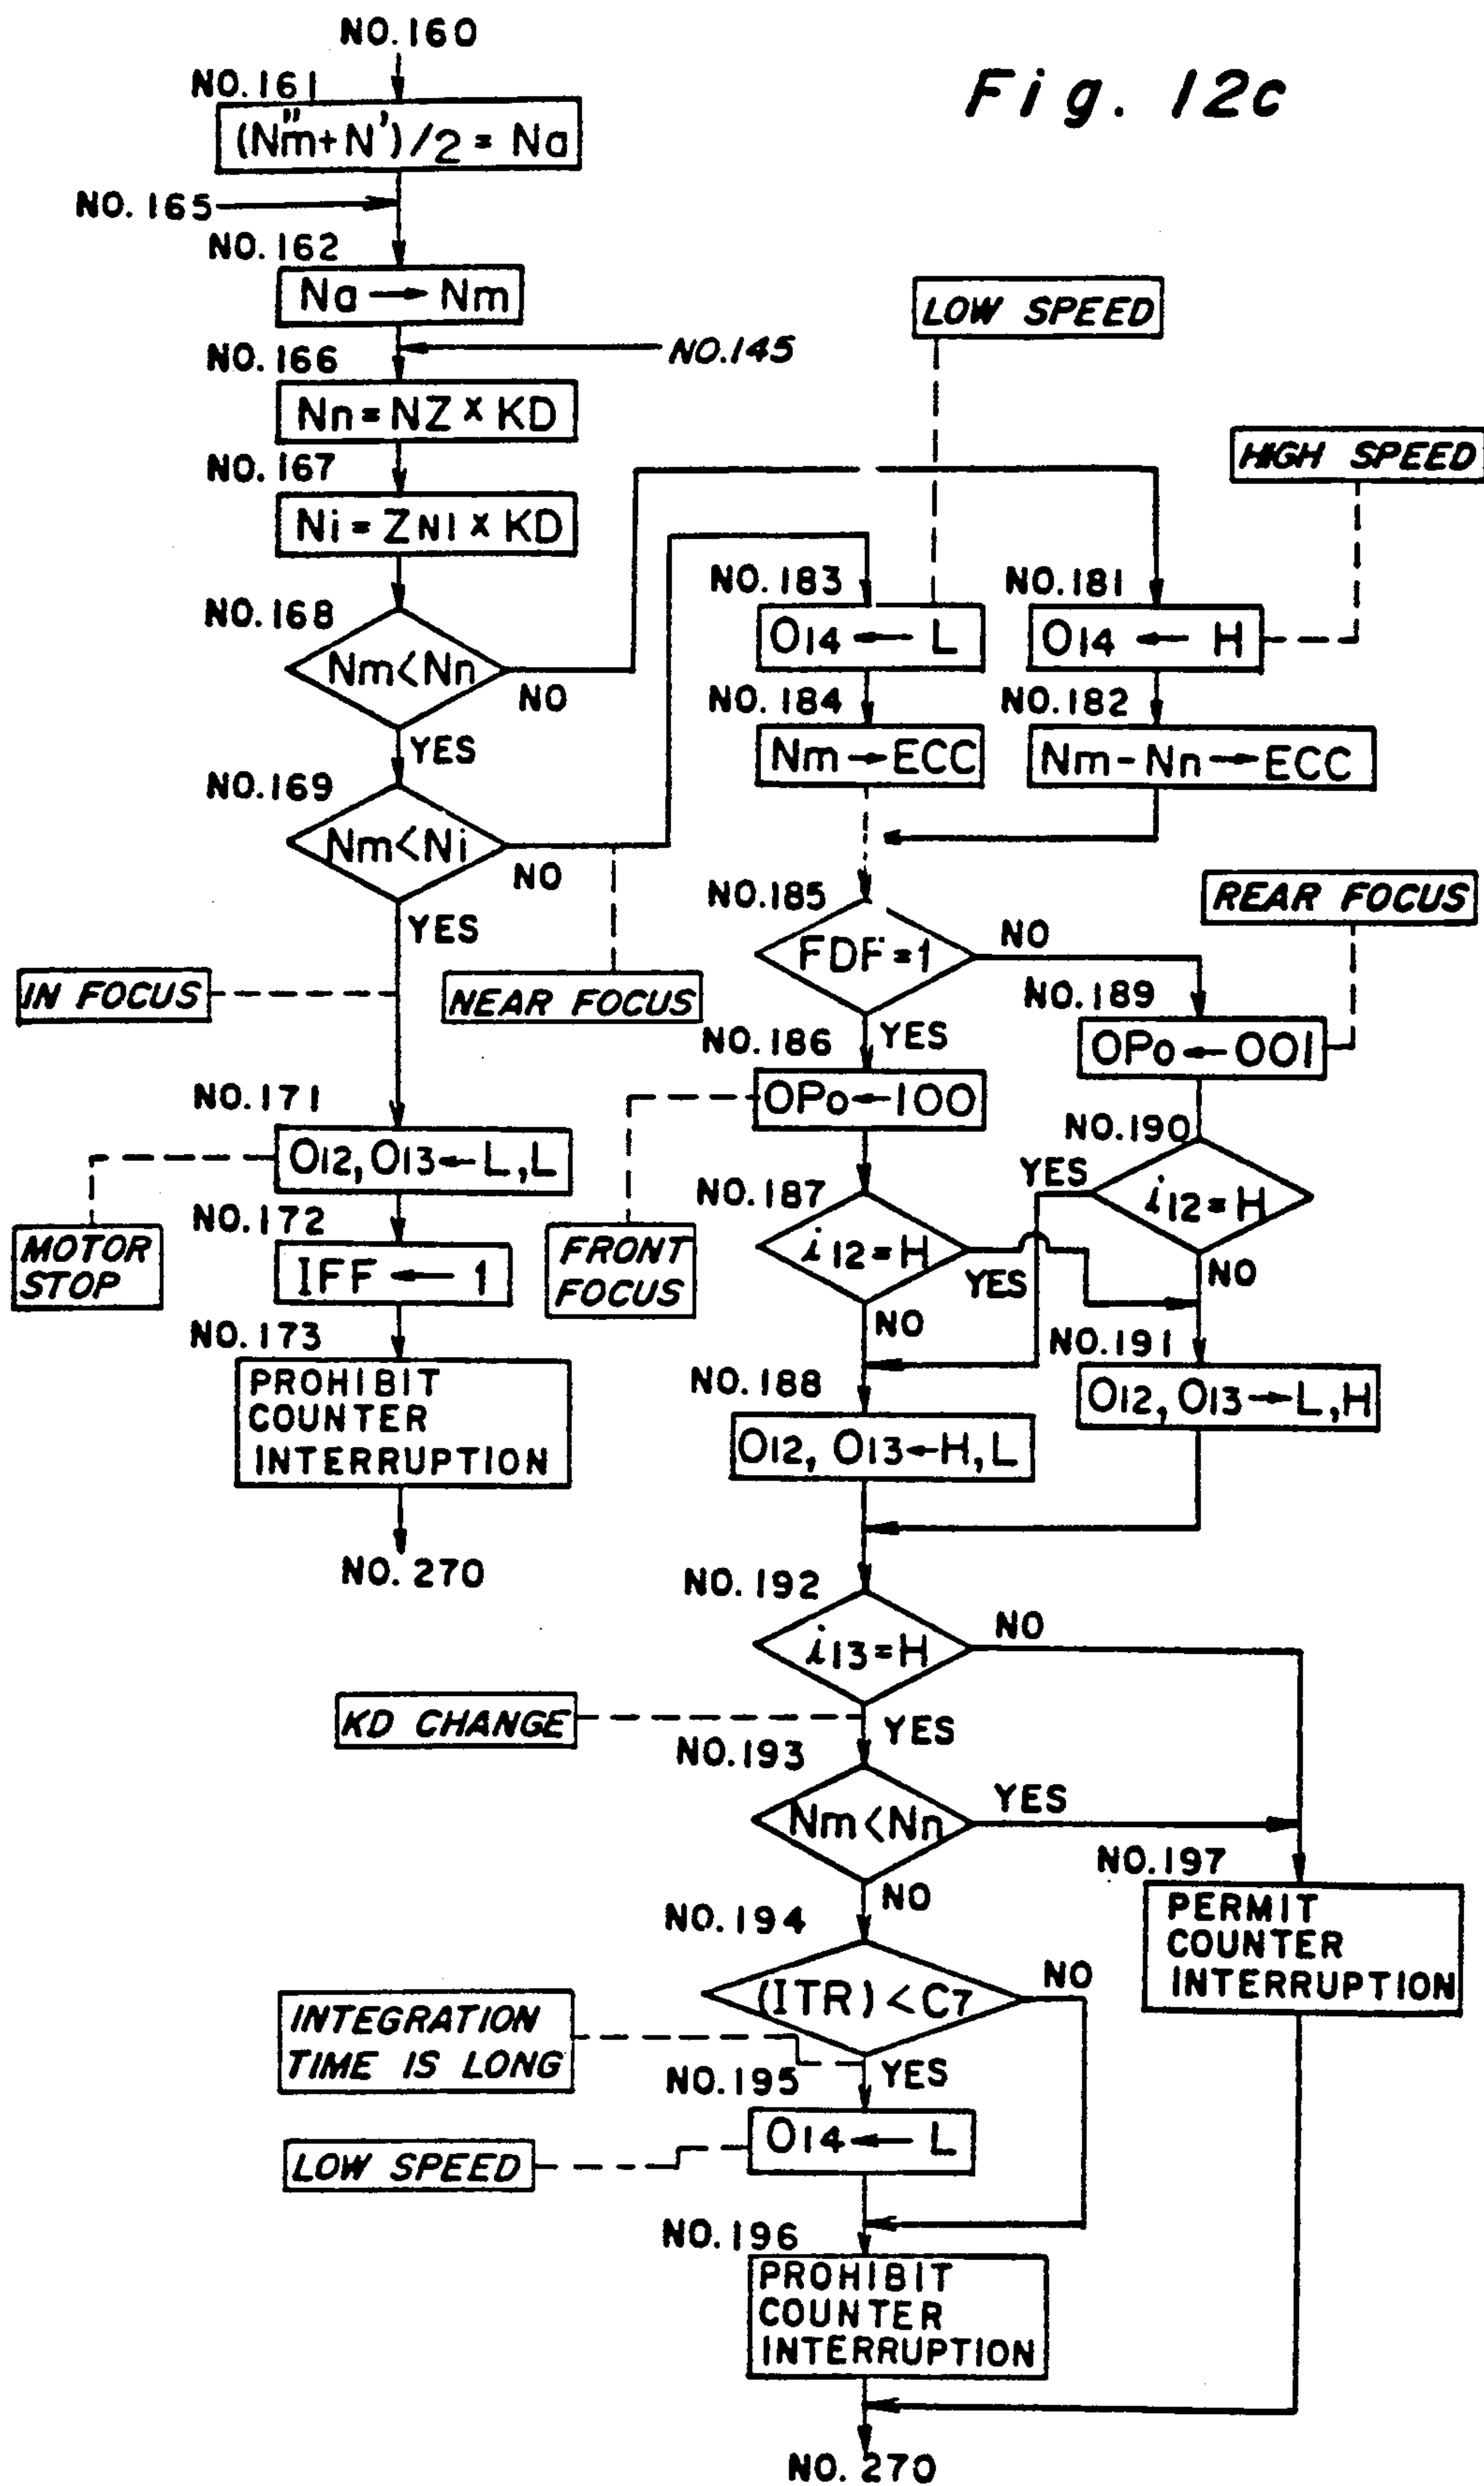 Fig. 12c
NO.160
NO.161
(Nm"+N')/2 = Na
NO.165
NO.162
Na → Nm
NO.145
NO.166
Nn = NZ × KD
NO.167
Ni = ZN1 × KD
NO.168
Nm<Nn
NO
YES
NO.169
Nm<Ni
NO
YES
IN FOCUS
NEAR FOCUS
NO.171
O12, O13←L, L
MOTOR
STOP
NO.172
IFF ← 1
NO.173
PROHIBIT
COUNTER
INTERRUPTION
NO. 270
LOW SPEED
HIGH SPEED
NO.183
O14 ← L
NO.181
O14 ← H
NO. 184
Nm→ECC
NO.182
Nm-Nn→ECC
NO.185
FDF=1
NO
YES
REAR FOCUS
NO.189
OPo←001
NO.186
OPo←100
FRONT
FOCUS
NO.190
i12=H
YES
NO
NO.187
i12=H
YES
NO
NO.188
O12, O13←H, L
NO.191
O12, O13→L, H
NO.192
i13=H
NO
YES
KD CHANGE
NO.193
Nm<Nn
YES
NO
NO.197
PERMIT
COUNTER
INTERRUPTION
NO.194
(ITR)<C7
NO
YES
INTEGRATION
TIME IS LONG
NO.195
O14← L
LOW SPEED
NO.196
PROHIBIT
COUNTER
INTERRUPTION
NO. 270